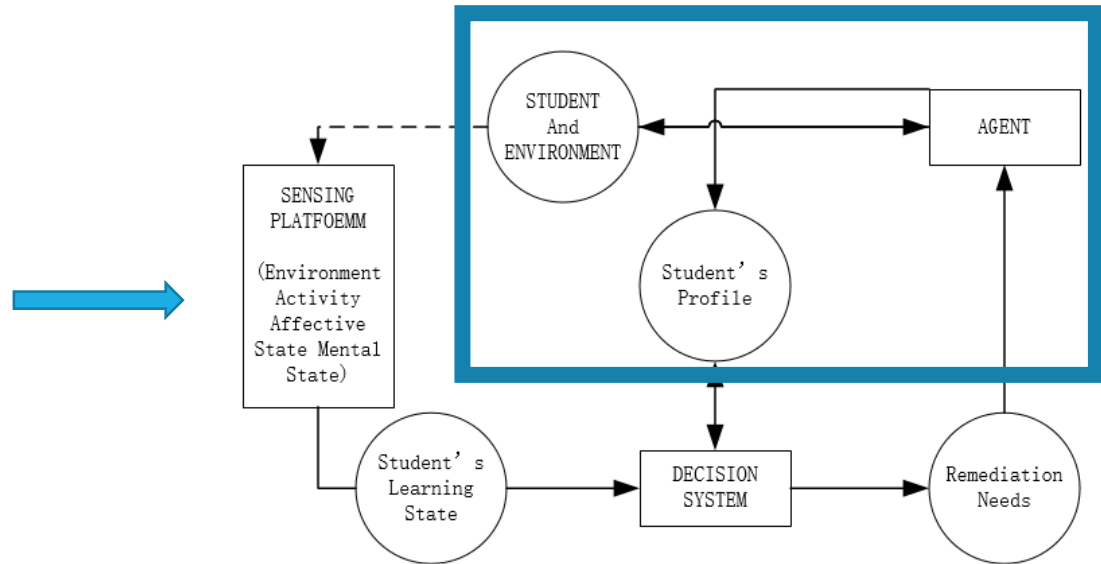 STUDENT
And
ENVIRONMENT
AGENT
SENSING
PLATFOEMM
(Environment
Activity
Affective
State Mental
State)
Student’s
Profile
Student’s
Learning
State
DECISION
SYSTEM
Remediation
Needs